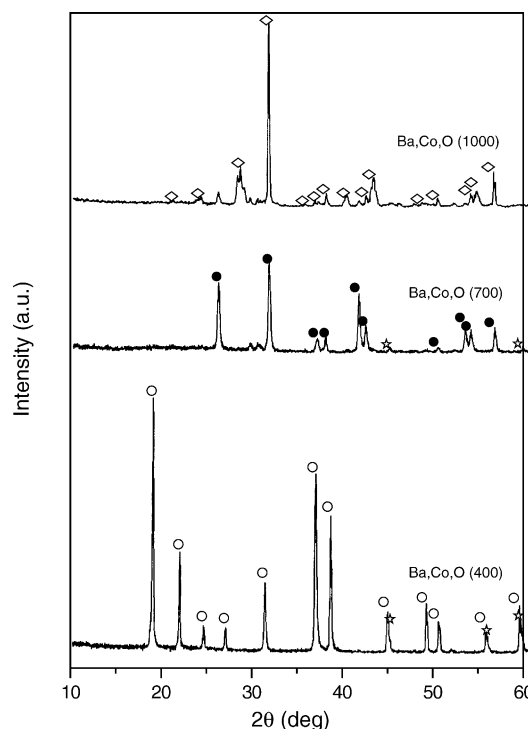 Ba,Co,O (1000)
Ba,Co,O (700)
Ba,Co,O (400)
Intensity (a.u.)
10 20 30 40 50 60
2θ (deg)